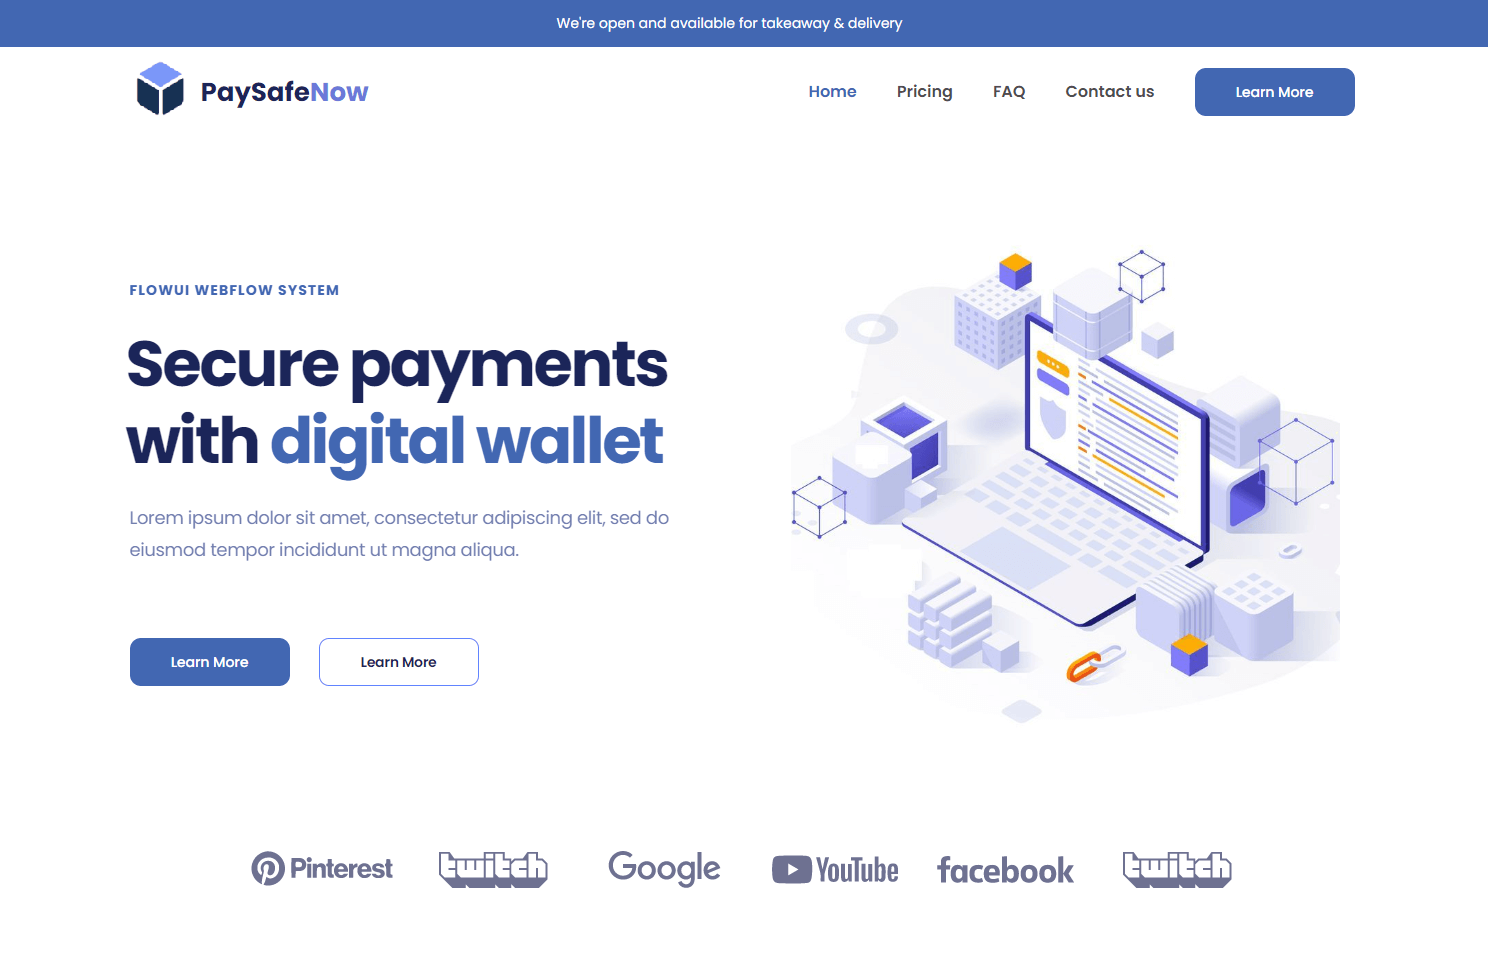 We're open and available for takeaway & delivery
PaySafeNow
Home
Pricing
FAQ
Contact us
Learn More
FLOWUI WEBFLOW SYSTEM
Secure payments
with digital wallet
Lorem ipsum dolor sit amet, consectetur adipiscing elit, sed do
eiusmod tempor incididunt ut magna aliqua.
Learn More
Learn More
Pinterest
twitch
Google
YouTube
facebook
twitch